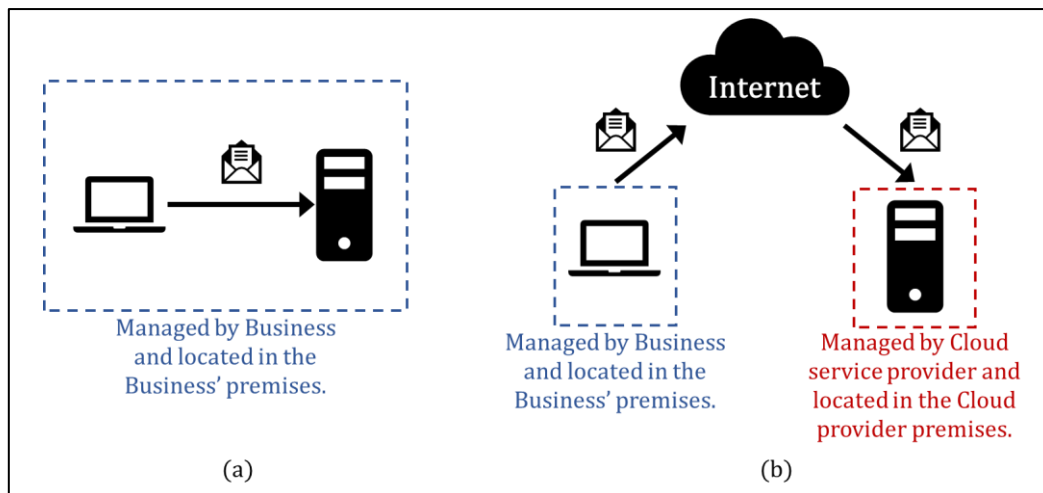 Internet
Managed by Business
and located in the
Business’ premises.
Managed by Business
and located in the
Business’ premises.
Managed by Cloud
service provider and
located in the Cloud
provider premises.
(a)
(b)